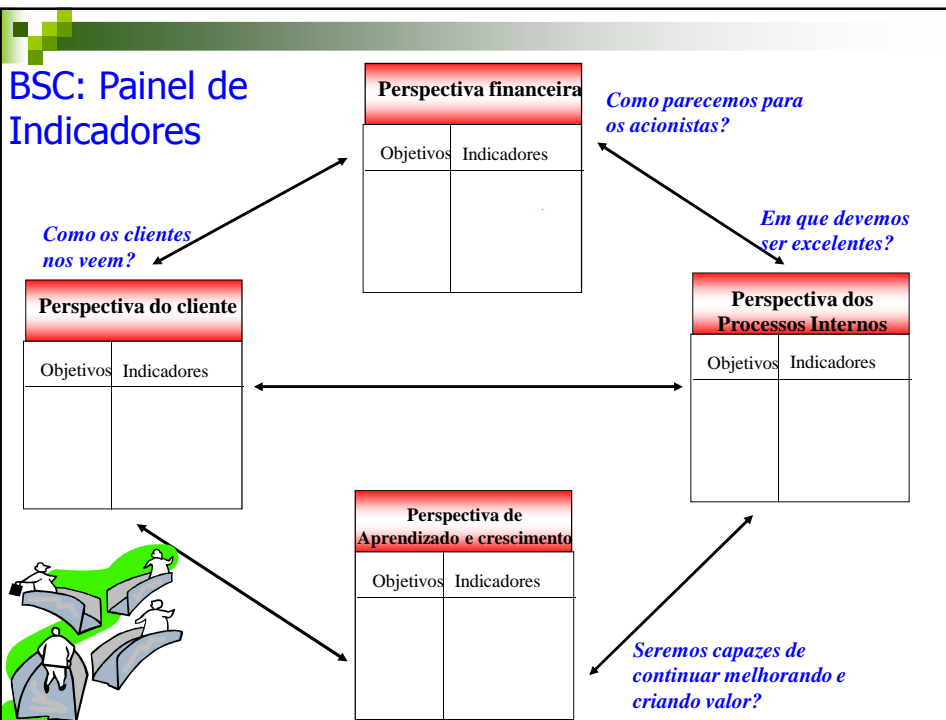 BSC: Painel de
Indicadores
Perspectiva financeira
Como parecemos para
os acionistas?
Objetivos Indicadores
Como os clientes
nos veem?
Em que devemos
ser excelentes?
Perspectiva do cliente
Objetivos Indicadores
Perspectiva dos
Processos Internos
Objetivos Indicadores
Perspectiva de
Aprendizado e crescimento
Objetivos Indicadores
Seremos capazes de
continuar melhorando e
criando valor?